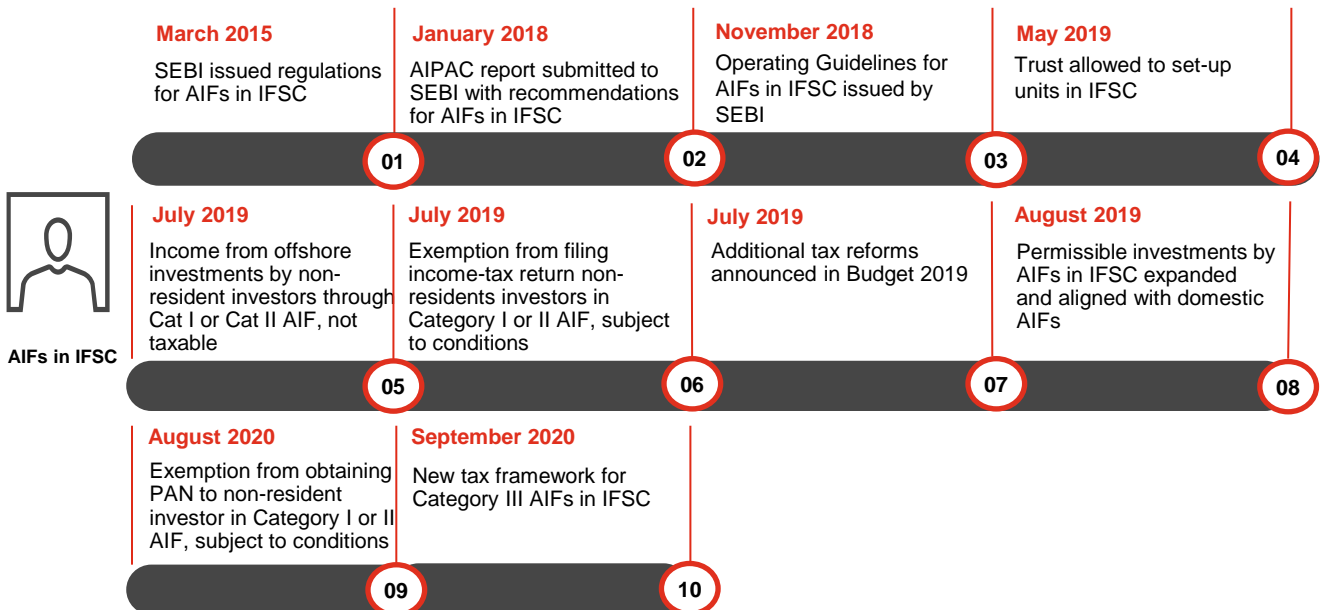 March 2015
SEBI issued regulations
for AIFs in IFSC
01
January 2018
AIPAC report submitted to
SEBI with recommendations
for AIFs in IFSC
02
November 2018
Operating Guidelines for
AIFs in IFSC issued by
SEBI
03
May 2019
Trust allowed to set-up
units in IFSC
04
AIFs in IFSC
July 2019
Income from offshore
investments by non-
resident investors through
Cat I or Cat II AIF, not
taxable
05
July 2019
Exemption from filing
income-tax return non-
residents investors in
Category I or II AIF, subject
to conditions
06
July 2019
Additional tax reforms
announced in Budget 2019
07
August 2019
Permissible investments by
AIFs in IFSC expanded
and aligned with domestic
AIFs
08
August 2020
Exemption from obtaining
PAN to non-resident
investor in Category I or II
AIF, subject to conditions
09
September 2020
New tax framework for
Category III AIFs in IFSC
10